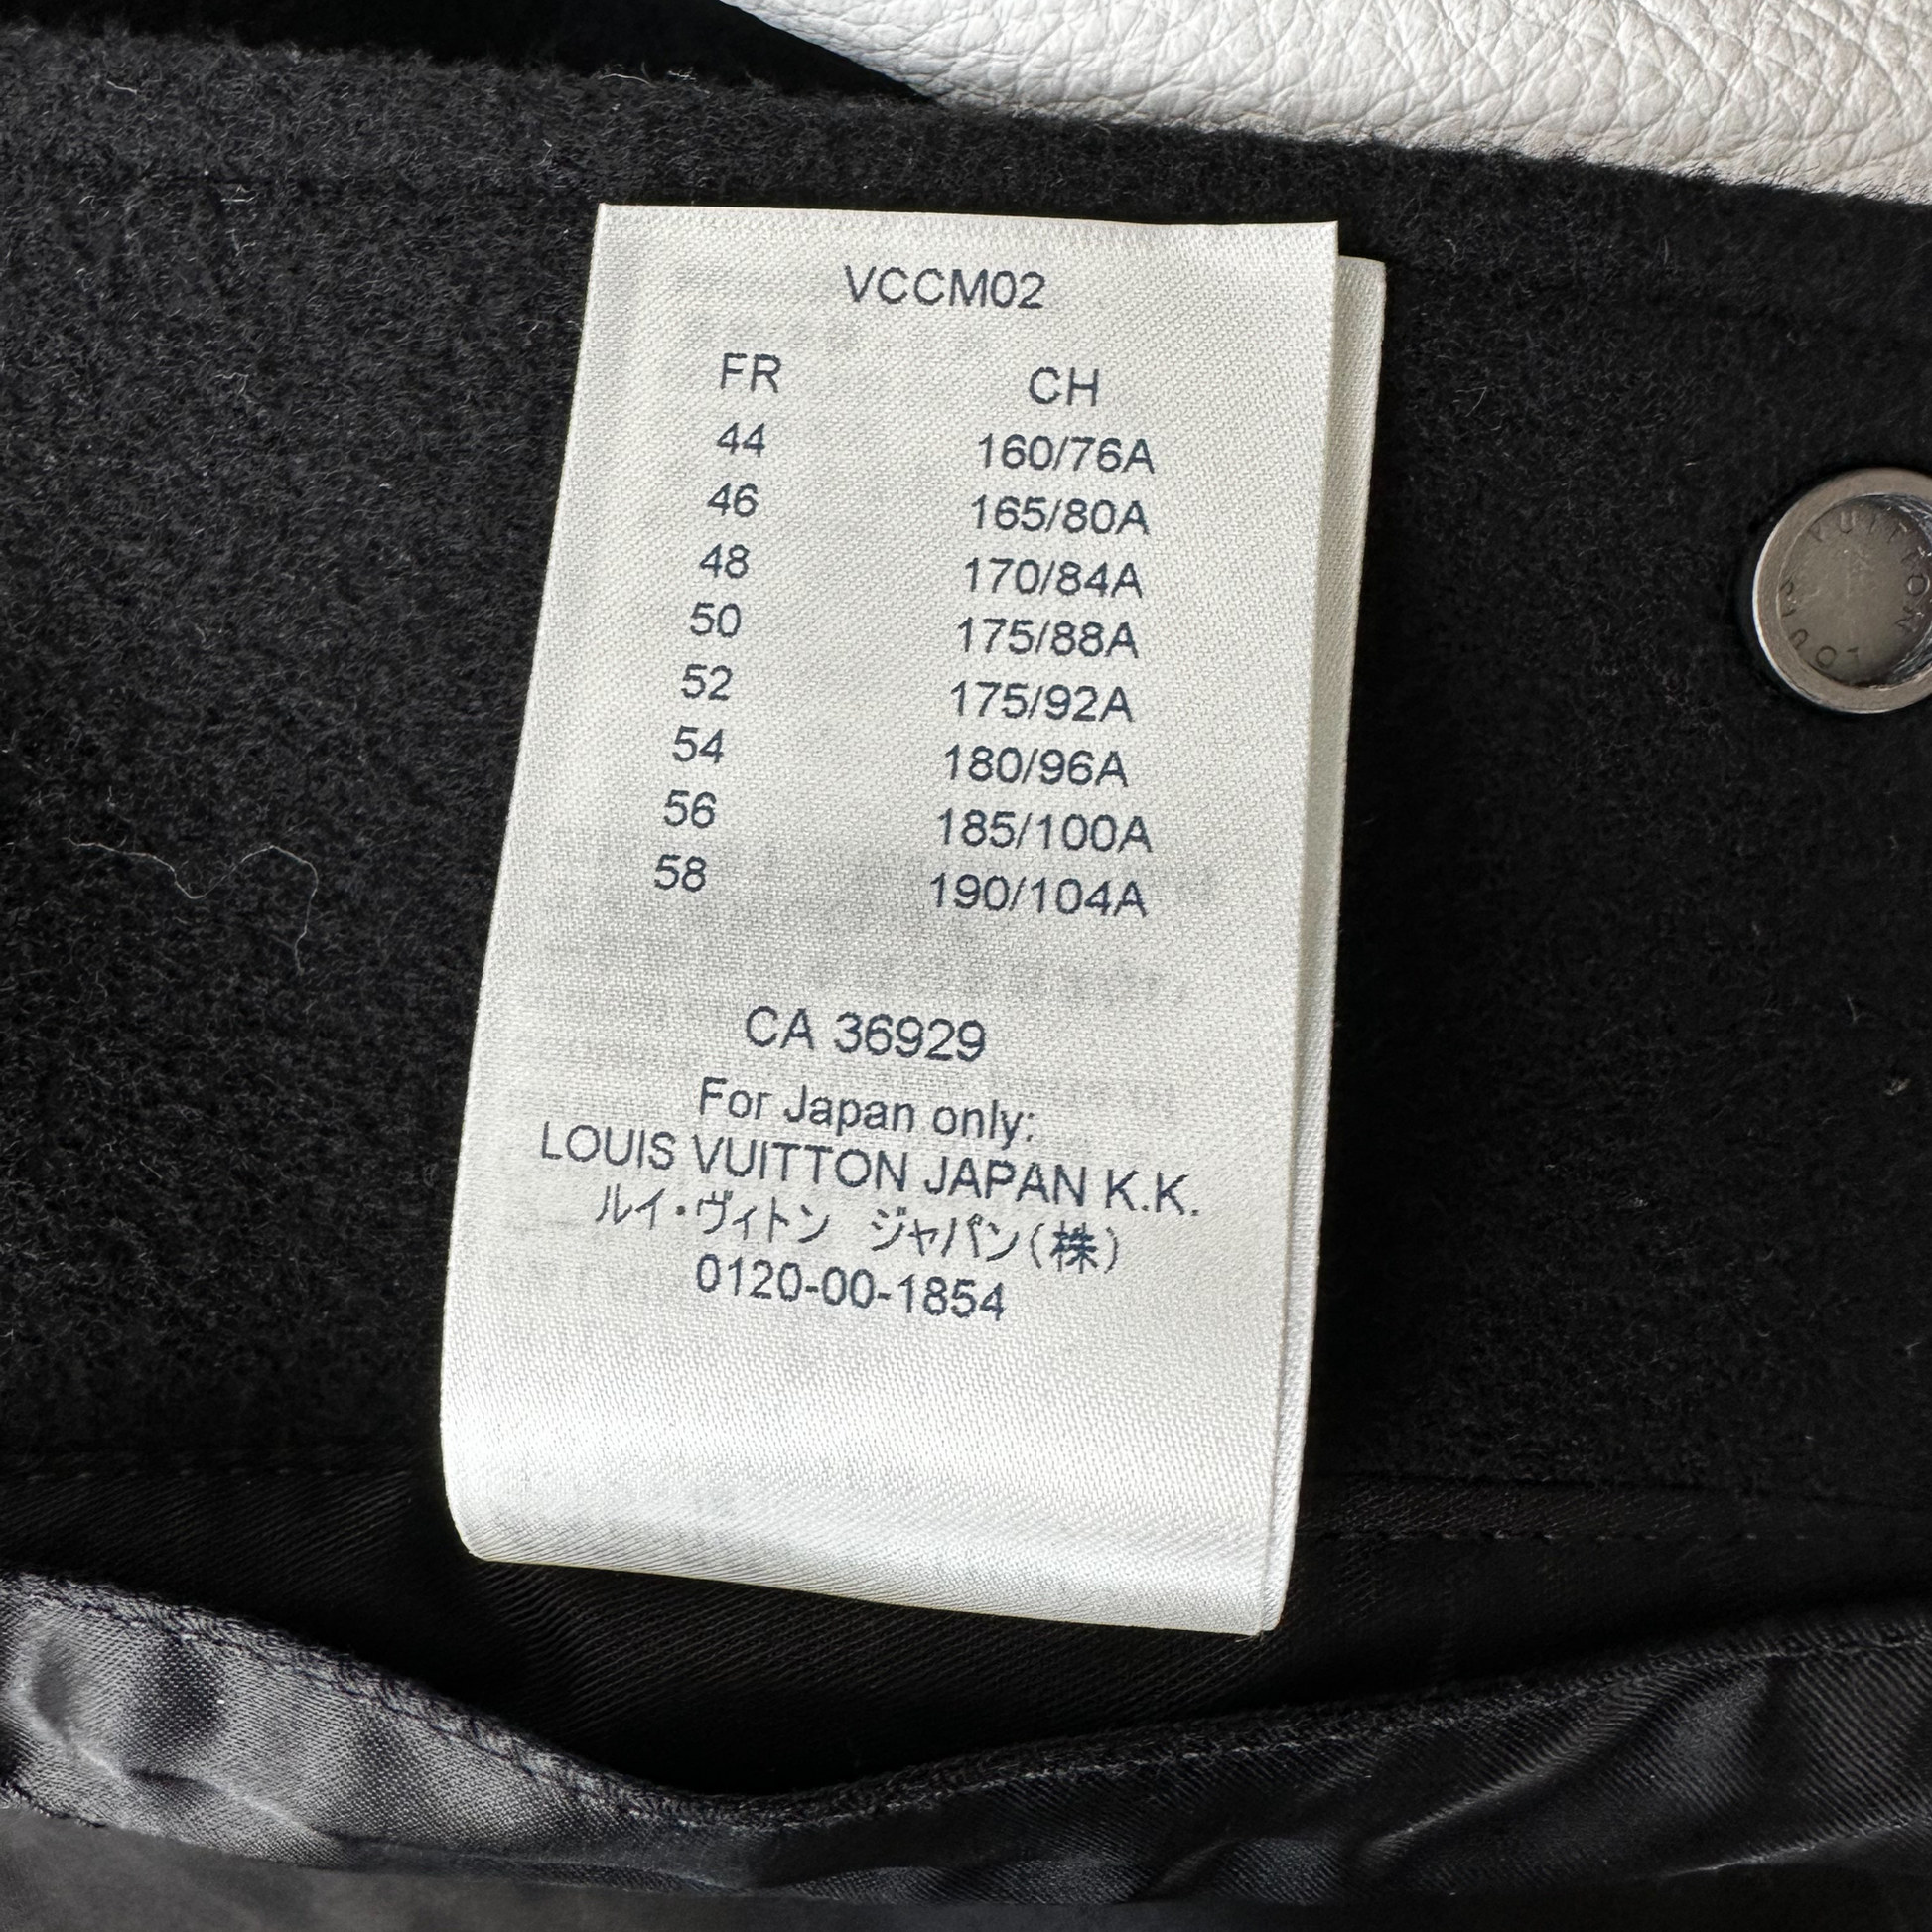 VCCM02
FR CH
44 160/76A
46 165/80A
48 170/84A
50 175/88A
52 175/92A
54 180/96A
56 185/100A
58 190/104A
CA 36929
For Japan only:
LOUIS VUITTON JAPAN K.K.
ルイ・ヴィトン ジャパン(株)
0120-00-1854
LOUIS VUITTON